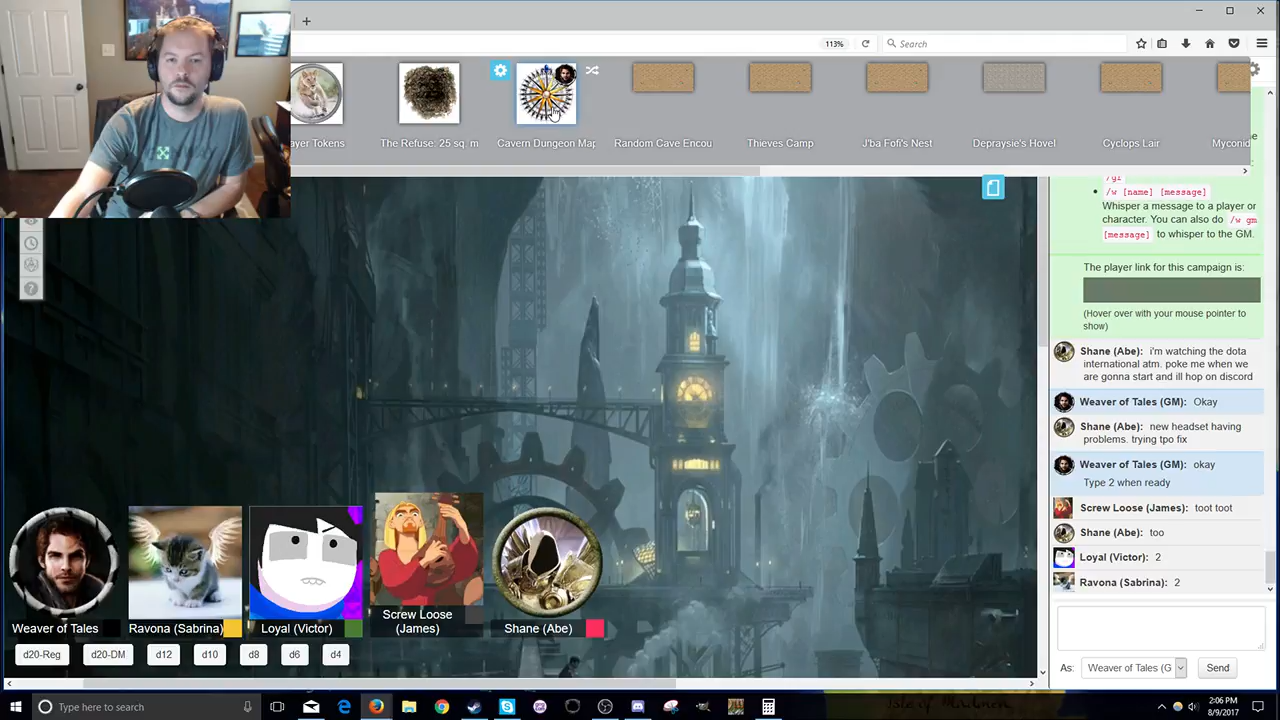 113%
Search
ayer Tokens
The Refuse: 25 sq. m
Cavern Dungeon Map
Random Cave Encou
Thieves Camp
J'ba Fofi's Nest
Depraysie's Hovel
Cyclops Lair
Myconid
/w [name] [message]
Whisper a message to a player or
character. You can also do /w gm
[message] to whisper to the GM.
The player link for this campaign is:
(Hover over with your mouse pointer to
show)
Shane (Abe): i'm watching the dota
international atm. poke me when we
are gonna start and ill hop on discord
Weaver of Tales (GM): Okay
Shane (Abe): new headset having
problems. trying tpo fix
Weaver of Tales (GM): okay
Type 2 when ready
Screw Loose (James): toot toot
Shane (Abe): too
Loyal (Victor): 2
Ravona (Sabrina): 2
Weaver of Tales
Ravona (Sabrina)
Loyal (Victor)
Screw Loose
(James)
Shane (Abe)
d20-Reg
d20-DM
d12
d10
d8
d6
d4
As:
Weaver of Tales (G
Send
Type here to search
2:06 PM
8/9/2017
Isle of Madness